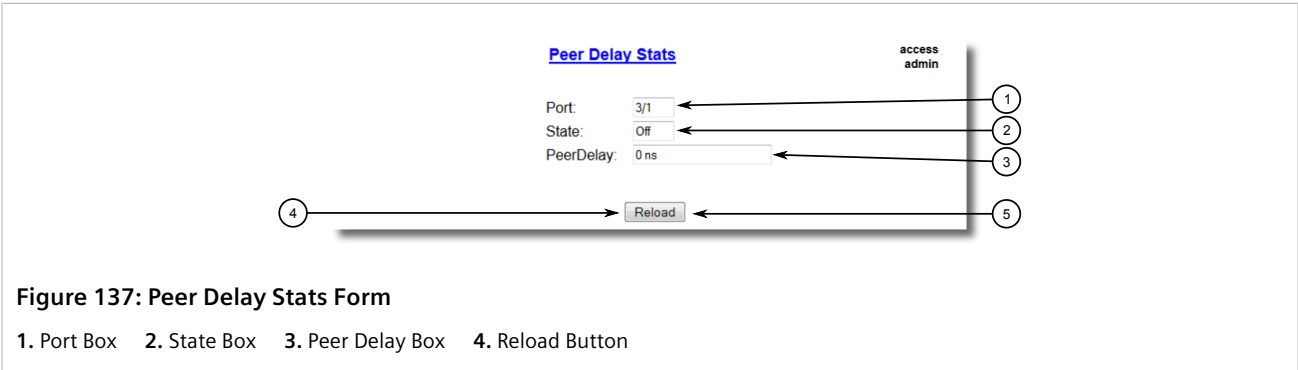 Peer Delay Stats
access
admin
Port: 3/1
1
State: Off
2
PeerDelay: 0 ns
3
4
Reload
5
Figure 137: Peer Delay Stats Form
1. Port Box 2. State Box 3. Peer Delay Box 4. Reload Button